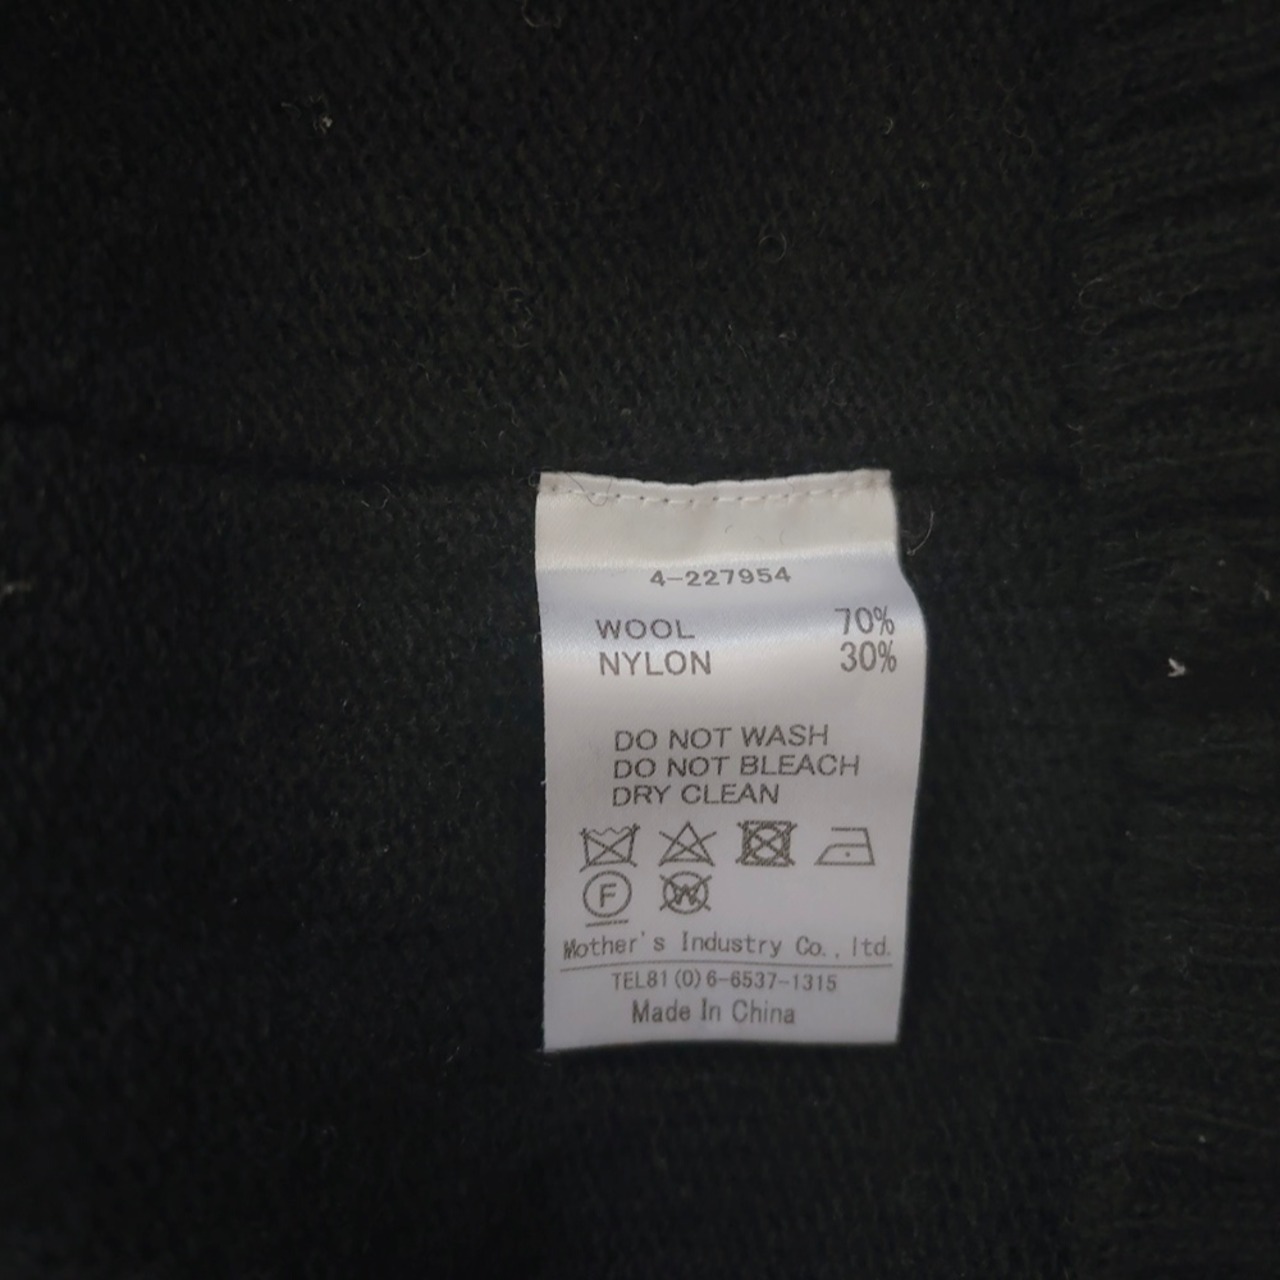 4-227954
WOOL 70%
NYLON 30%
DO NOT WASH
DO NOT BLEACH
DRY CLEAN
F W
Mother's Industry Co., ltd.
TEL81(0)6-6537-1315
Made In China